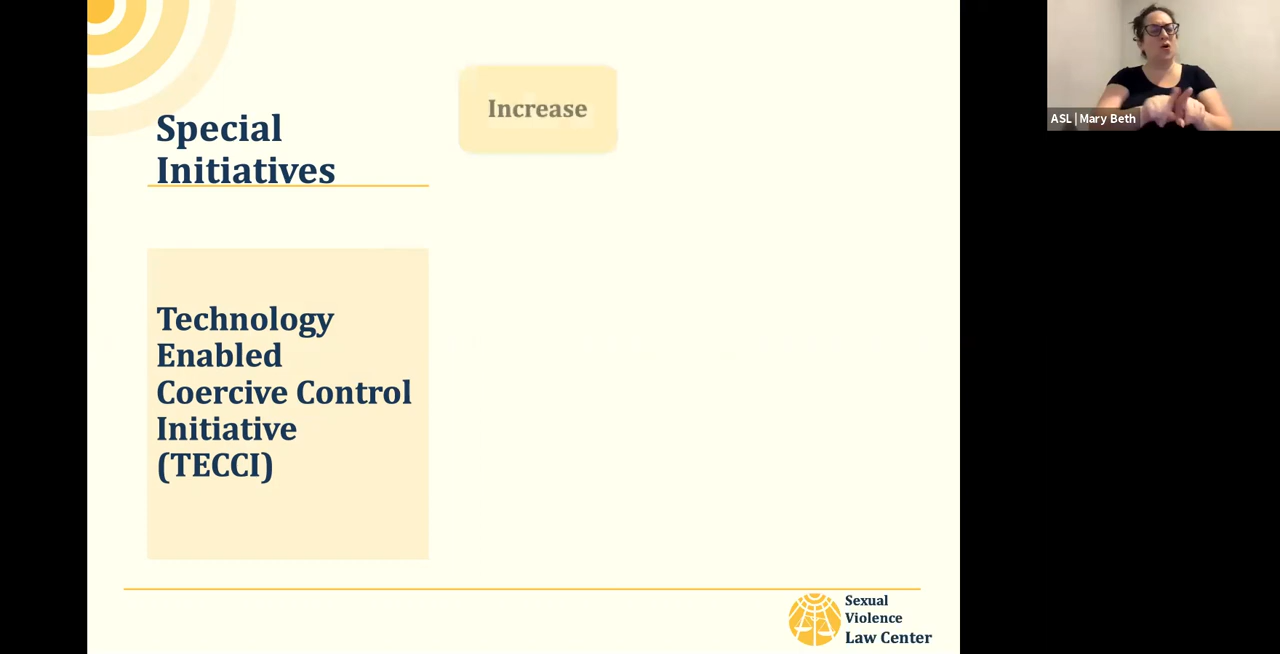 Special
Initiatives
Increase
Technology
Enabled
Coercive Control
Initiative
(TECCI)
Sexual
Violence
Law Center
ASL | Mary Beth